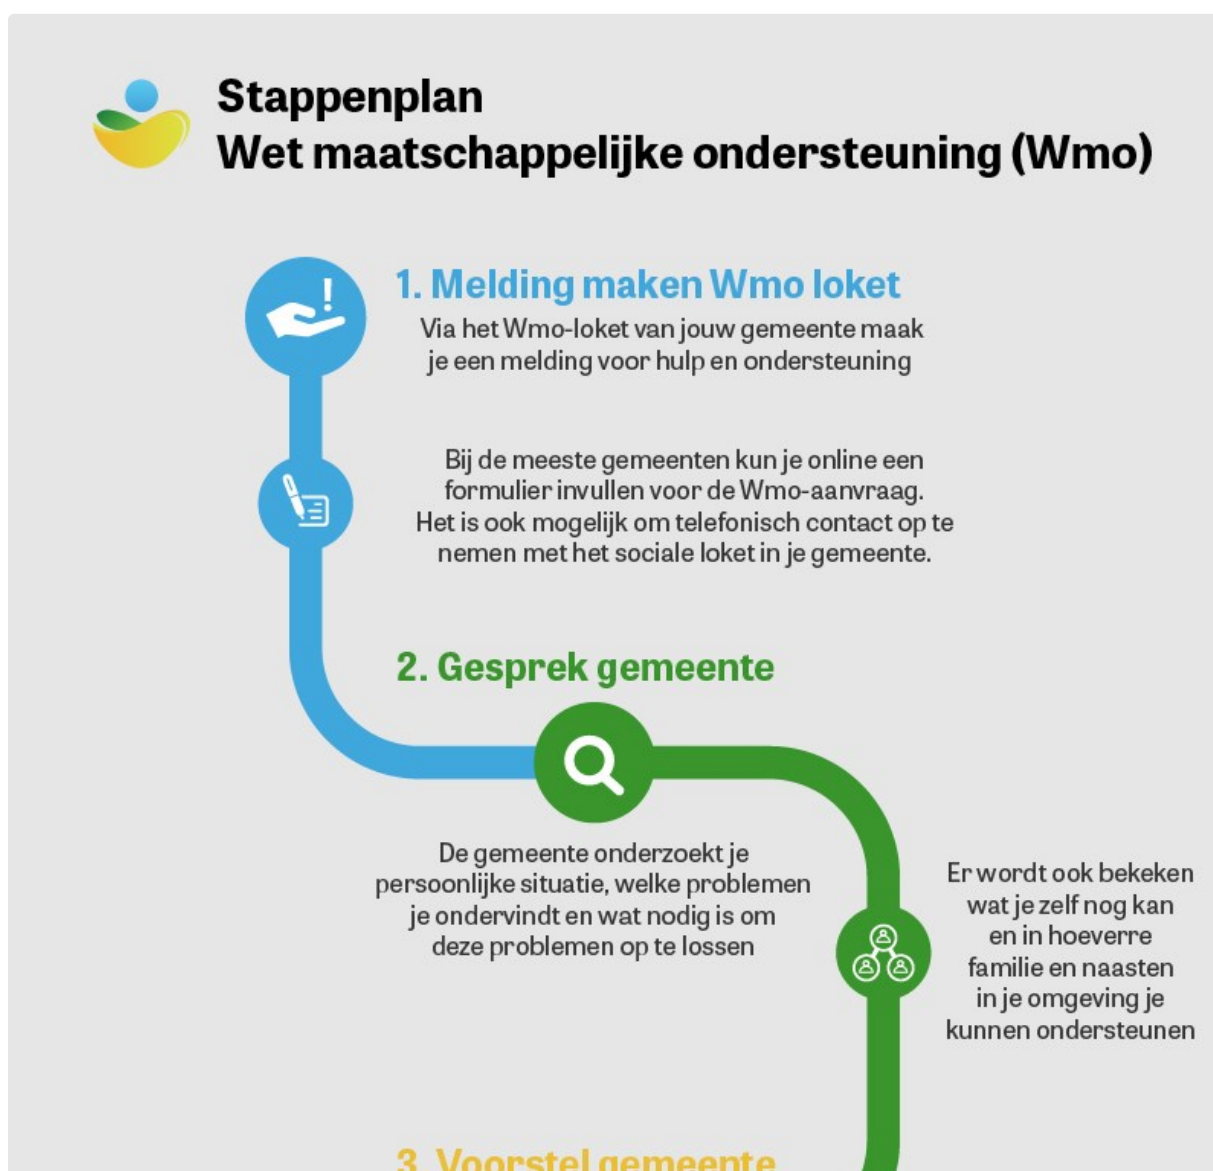 Stappenplan
Wet maatschappelijke ondersteuning (Wmo)
1. Melding maken Wmo loket
Via het Wmo-loket van jouw gemeente maak
je een melding voor hulp en ondersteuning
Bij de meeste gemeenten kun je online een
formulier invullen voor de Wmo-aanvraag.
Het is ook mogelijk om telefonisch contact op te
nemen met het sociale loket in je gemeente.
2. Gesprek gemeente
De gemeente onderzoekt je
persoonlijke situatie, welke problemen
je ondervindt en wat nodig is om
deze problemen op te lossen
Er wordt ook bekeken
wat je zelf nog kan
en in hoeverre
familie en naasten
in je omgeving je
kunnen ondersteunen
3. Voorstel gemeente